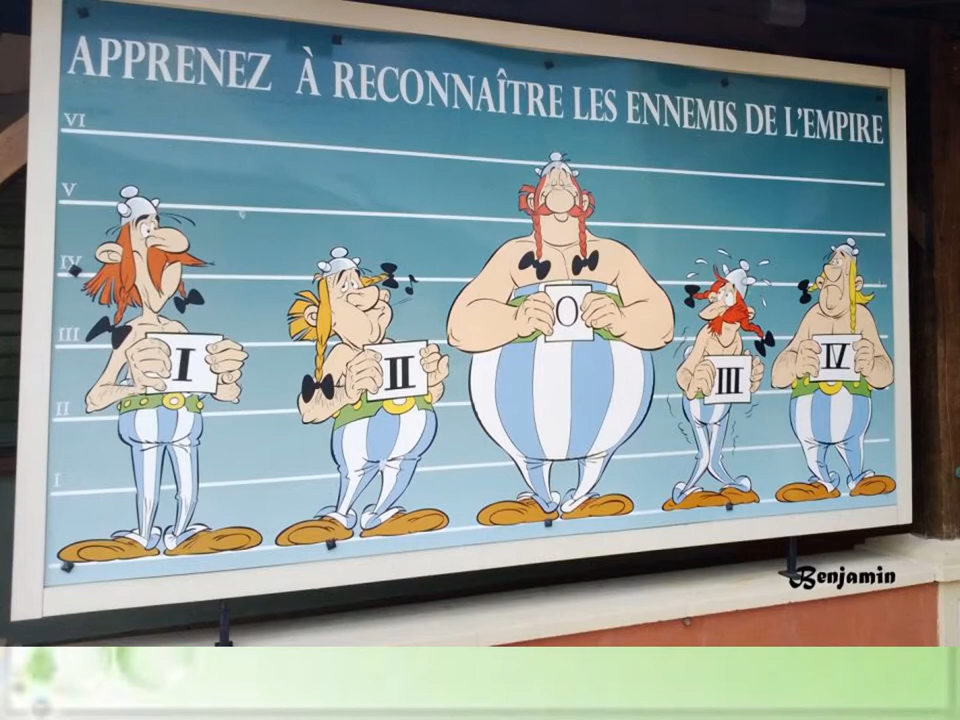 APPRENEZ À RECONNAÎTRE LES ENNEMIS DE L'EMPIRE
VI
V
IV
III
II
I
I
II
O
III
IV
Benjamin